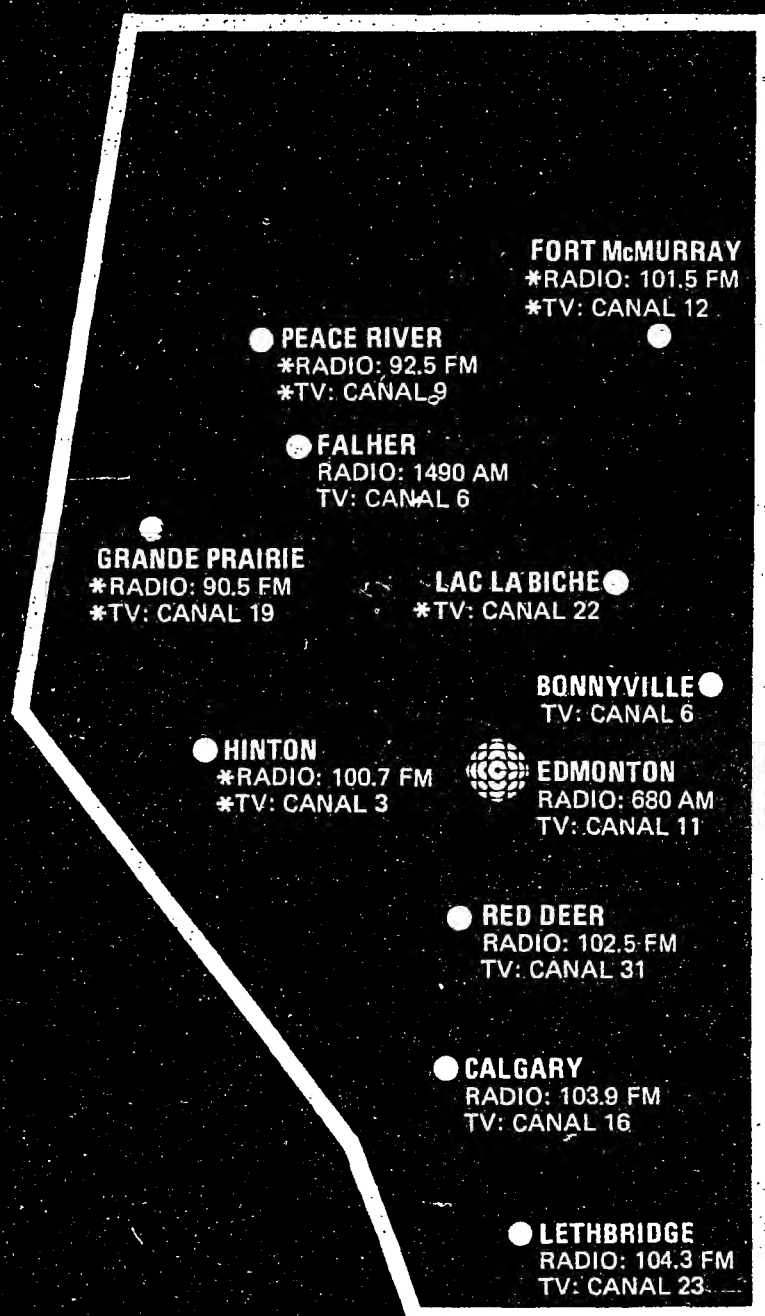 FORT McMURRAY
*RADIO: 101.5 FM
*TV: CANAL 12
PEACE RIVER
*RADIO: 92.5 FM
*TV: CANAL 9
FALHER
RADIO: 1490 AM
TV: CANAL 6
GRANDE PRAIRIE
*RADIO: 90.5 FM
*TV: CANAL 19
LAC LA BICHE
*TV: CANAL 22
BONNYVILLE
TV: CANAL 6
HINTON
*RADIO: 100.7 FM
*TV: CANAL 3
EDMONTON
RADIO: 680 AM
TV: CANAL 11
RED DEER
RADIO: 102.5 FM
TV: CANAL 31
CALGARY
RADIO: 103.9 FM
TV: CANAL 16
LETHBRIDGE
RADIO: 104.3 FM
TV: CANAL 23